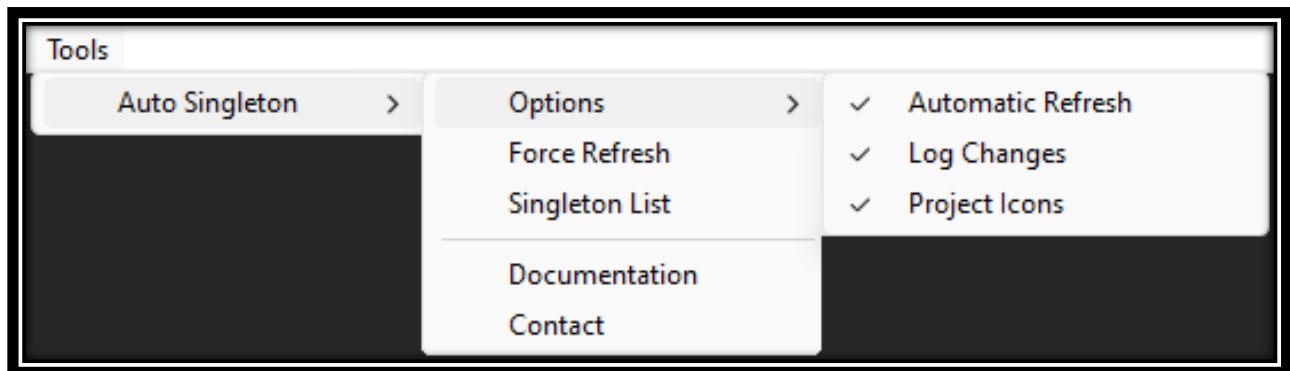 Tools
Auto Singleton
Options
Force Refresh
Singleton List
Documentation
Contact
Automatic Refresh
Log Changes
Project Icons